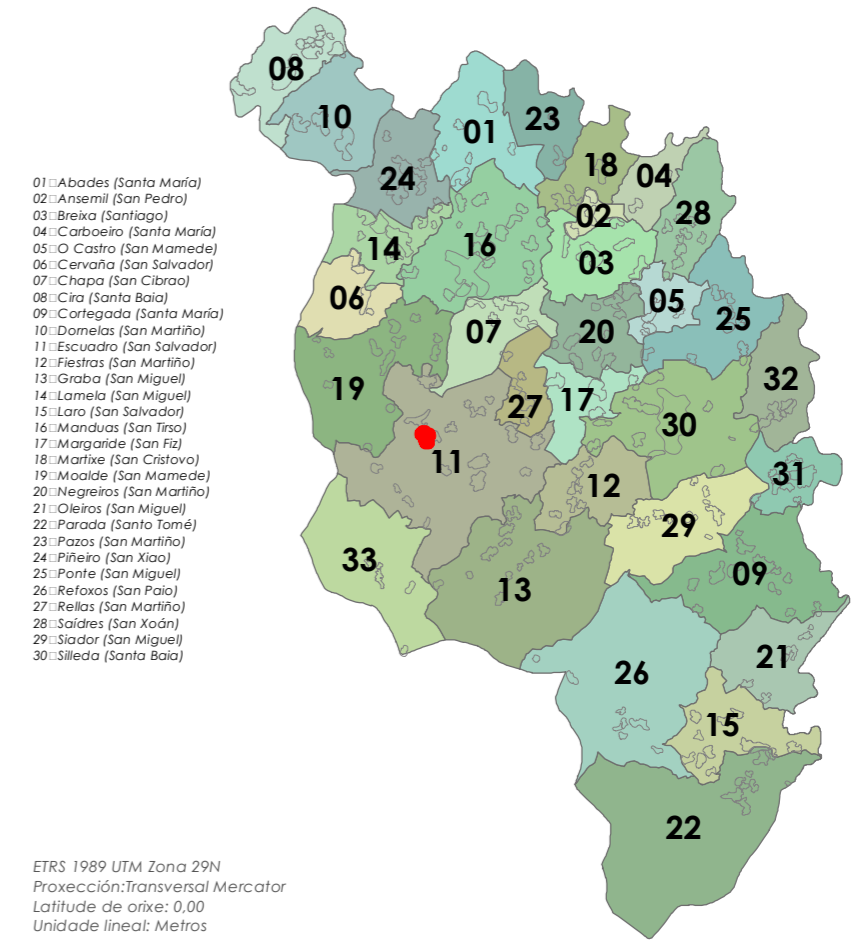 01□Abades (Santa María)
02□Ansemil (San Pedro)
03□Breixa (Santiago)
04□Carboeiro (Santa María)
05□O Castro (San Mamede)
06□Cervaña (San Salvador)
07□Chapa (San Cibrao)
08□Cira (Santa Baia)
09□Cortegada (Santa María)
10□Dornelas (San Martiño)
11□Escuadro (San Salvador)
12□Fiestras (San Martiño)
13□Graba (San Miguel)
14□Lamela (San Miguel)
15□Laro (San Salvador)
16□Manduas (San Tirso)
17□Margaride (San Fiz)
18□Martixe (San Cristovo)
19□Moalde (San Mamede)
20□Negreiros (San Martiño)
21□Oleiros (San Miguel)
22□Parada (Santo Tomé)
23□Pazos (San Martiño)
24□Piñeiro (San Xiao)
25□Ponte (San Miguel)
26□Refoxos (San Paio)
27□Rellas (San Martiño)
28□Saídres (San Xoán)
29□Siador (San Miguel)
30□Silleda (Santa Baia)
08
10
24
01
23
18
04
02
28
14
16
03
06
05
07
20
25
19
27
17
32
30
11
12
31
29
33
13
09
26
21
15
22
ETRS 1989 UTM Zona 29N
Proxección:Transversal Mercator
Latitude de orixe: 0,00
Unidade lineal: Metros